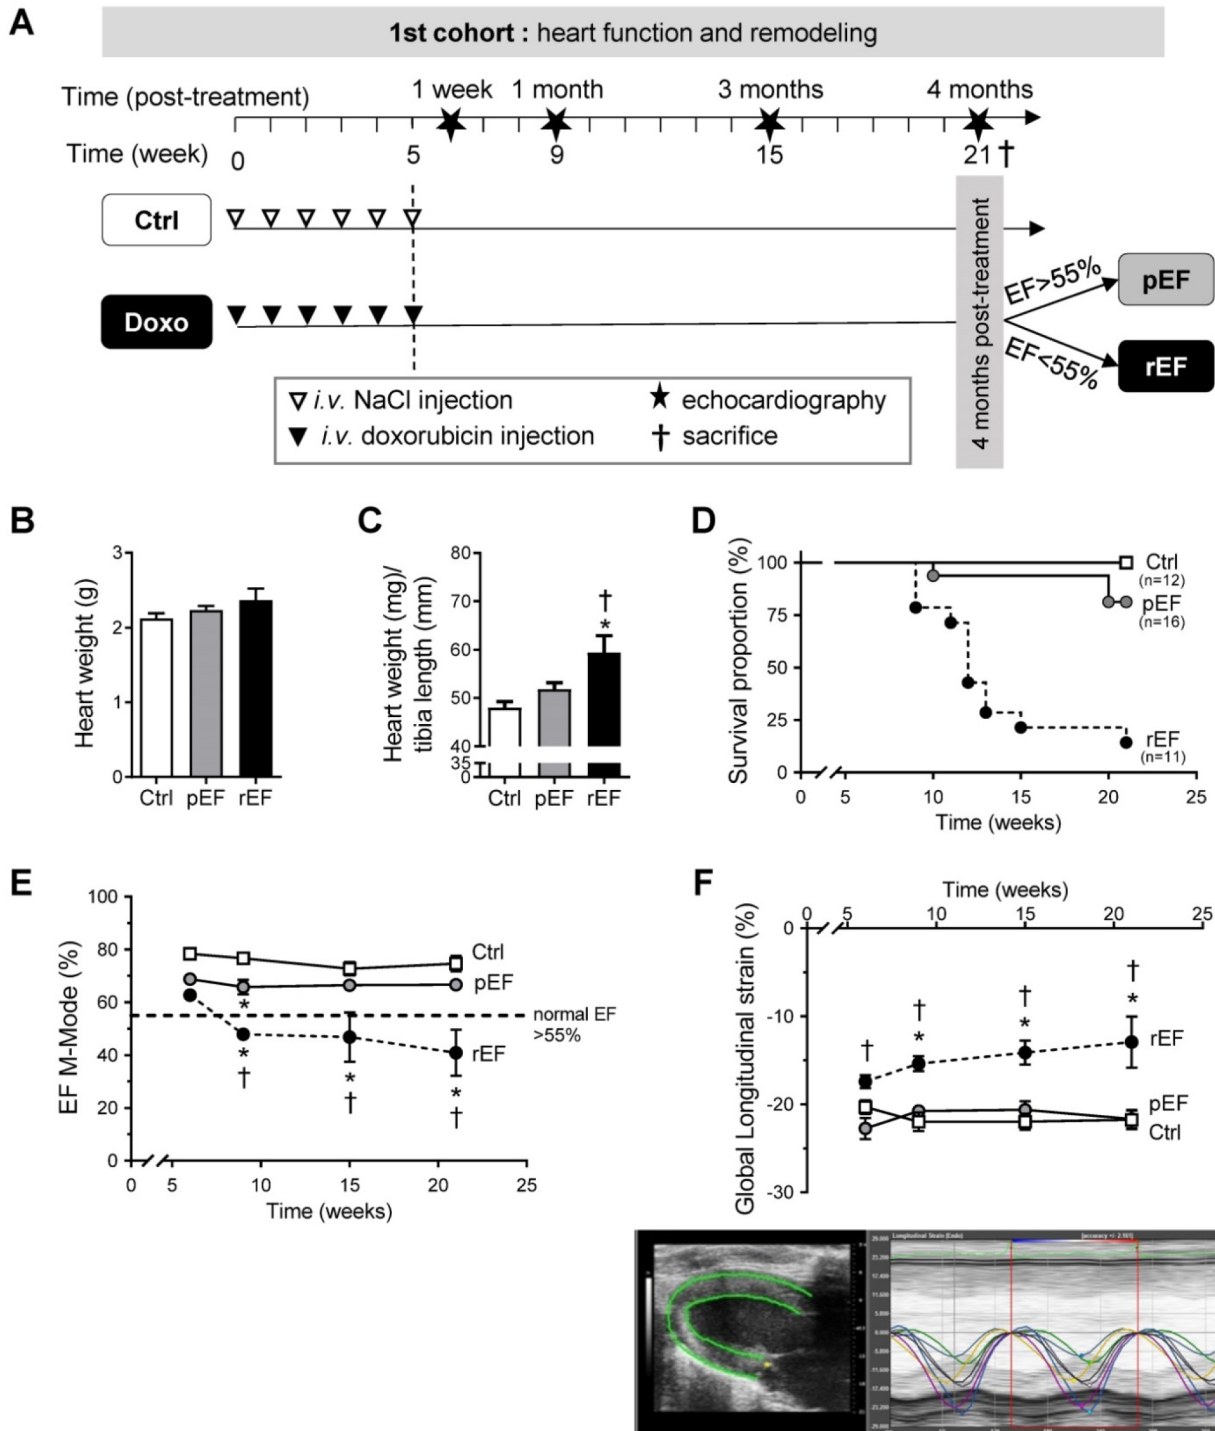 A
1st cohort : heart function and remodeling
Time (post-treatment)
1 week
1 month
3 months
4 months
Time (week)
0
5
9
15
21 †
Ctrl
Doxo
4 months post-treatment
EF>55%
pEF
EF<55%
rEF
i.v. NaCl injection
echocardiography
i.v. doxorubicin injection
† sacrifice
B
Heart weight (g)
3
2
1
0
Ctrl pEF rEF
C
Heart weight (mg)/
tibia length (mm)
80
70
60
50
40
35
0
†
*
Ctrl pEF rEF
D
Survival proportion (%)
100
75
50
25
0
Ctrl
(n=12)
pEF
(n=16)
rEF
(n=11)
0 5 10 15 20 25
Time (weeks)
E
EF M-Mode (%)
100
80
60
40
20
0
Ctrl
pEF
normal EF
>55%
rEF
*
*
†
*
†
*
†
0 5 10 15 20 25
Time (weeks)
F
Time (weeks)
0 5 10 15 20 25
Global Longitudinal strain (%)
0
-10
-20
-30
†
†
*
†
*
†
*
rEF
pEF
Ctrl
Longitudinal Strain (Endo)
[accuracy +/- 2.161]